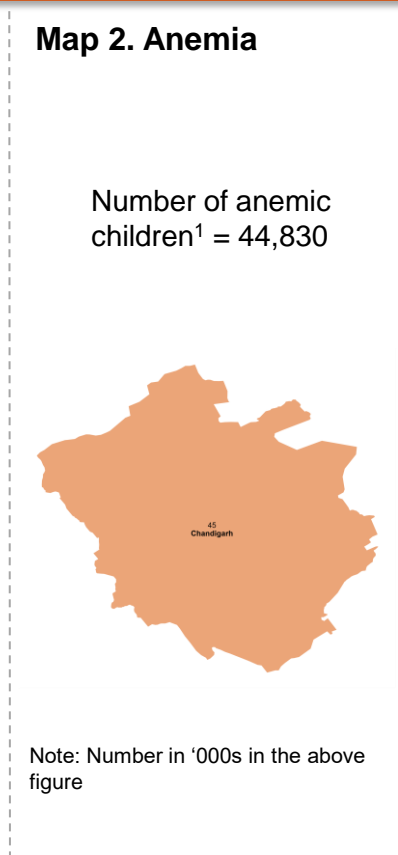 Map 2. Anemia
Number of anemic
children¹ = 44,830
45
Chandigarh
Note: Number in ‘000s in the above
figure